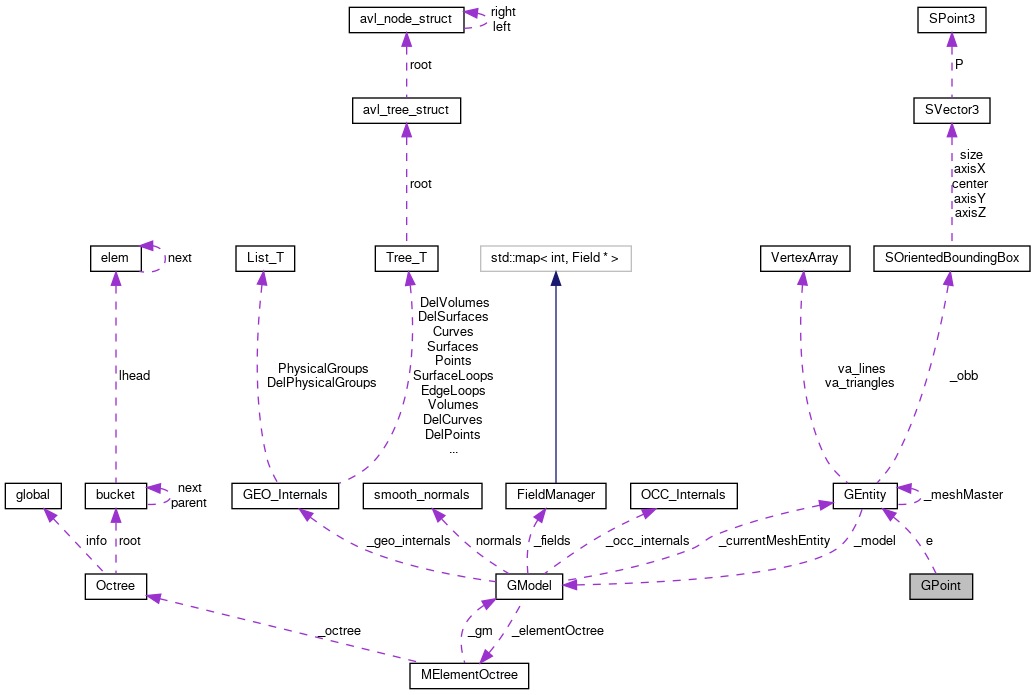 avl_node_struct
right
left
SPoint3
root
P
avl_tree_struct
SVector3
root
size
axisX
center
axisY
axisZ
elem
next
List_T
Tree_T
std::map< int, Field * >
VertexArray
SOrientedBoundingBox
lhead
PhysicalGroups
DelPhysicalGroups
DelVolumes
DelSurfaces
Curves
Surfaces
Points
SurfaceLoops
EdgeLoops
Volumes
DelCurves
DelPoints
...
va_lines
va_triangles
_obb
global
bucket
next
parent
GEO_Internals
smooth_normals
FieldManager
OCC_Internals
GEntity
_meshMaster
info
root
_geo_internals
normals
_fields
_occ_internals
_currentMeshEntity
_model
e
Octree
GModel
GPoint
_octree
_gm
_elementOctree
MElementOctree